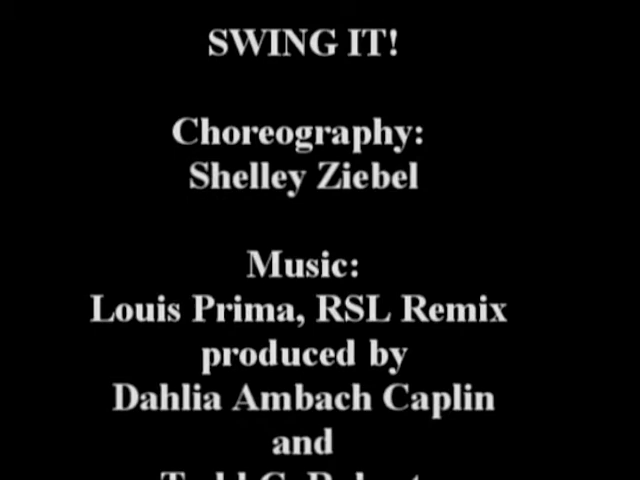 SWING IT!
Choreography:
Shelley Ziebel
Music:
Louis Prima, RSL Remix
produced by
Dahlia Ambach Caplin
and